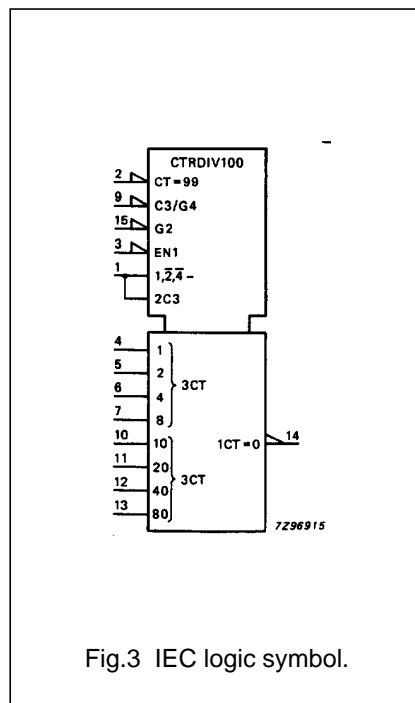 CTRDIV100
2 CT=99
9 C3/G4
15 G2
3 EN1
1 1,2̅,4̅-
2C3
4 1
5 2
6 4
7 8
3CT
10 10
11 20
12 40
13 80
3CT
1CT=0 14
7Z96915
Fig.3 IEC logic symbol.